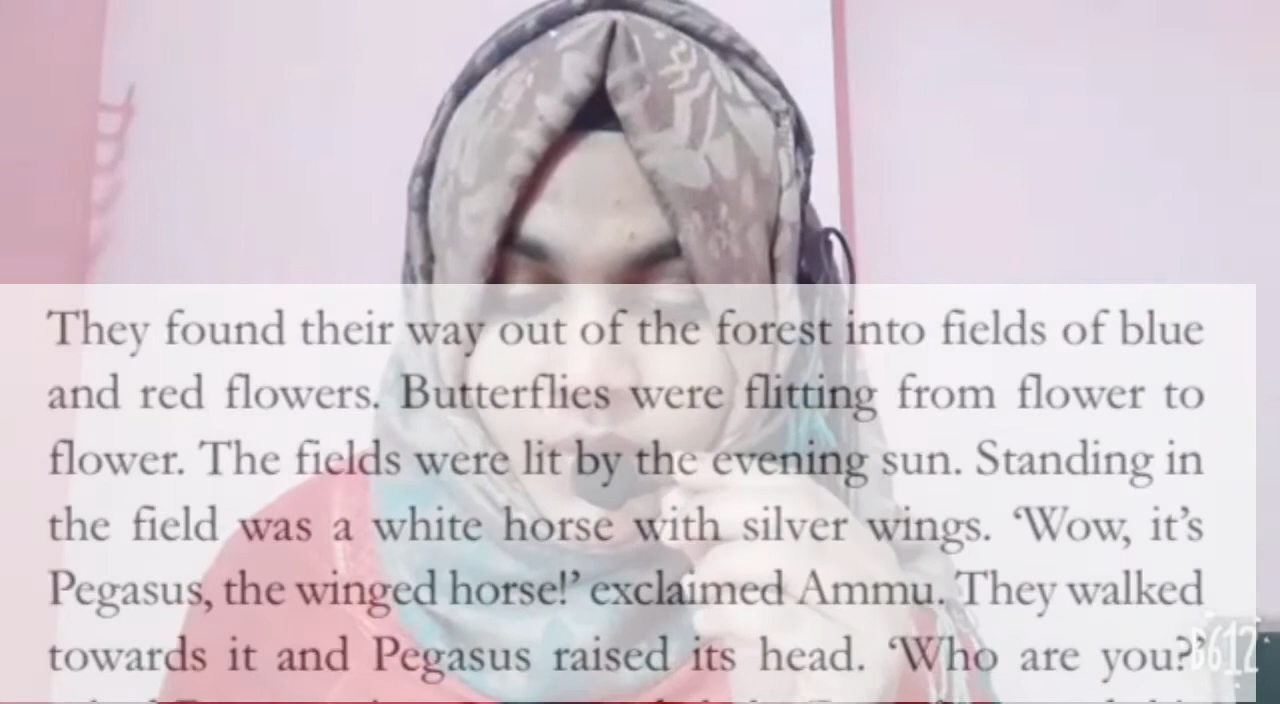 They found their way out of the forest into fields of blue
and red flowers. Butterflies were flitting from flower to
flower. The fields were lit by the evening sun. Standing in
the field was a white horse with silver wings. ‘Wow, it’s
Pegasus, the winged horse!’ exclaimed Ammu. They walked
towards it and Pegasus raised its head. ‘Who are you?’
B612